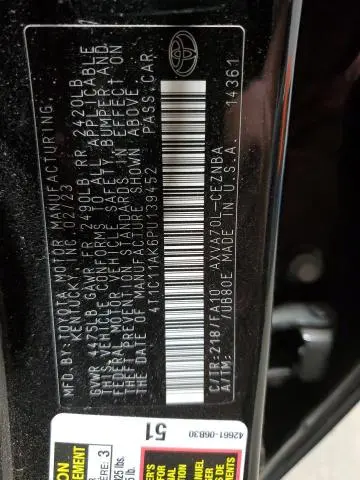 MFD.BY:TOYOTA MOTOR MANUFACTURING,
KENTUCKY, INC. 02/23
GVWR 4475LB GAWR FR 2490LB RR 2420LB
THIS VEHICLE CONFORMS TO ALL APPLICABLE
FEDERAL MOTOR VEHICLE SAFETY, BUMPER AND
THEFT PREVENTION STANDARDS IN EFFECT ON
THE DATE OF MANUFACTURE SHOWN ABOVE.
4T1C11AK6PU139452 PASS.CAR
C/TR:218/FA10 AXVA70L-CEZNBA
A/TM: /UB80E MADE IN U.S.A. 14361
42661-06B30
51
3